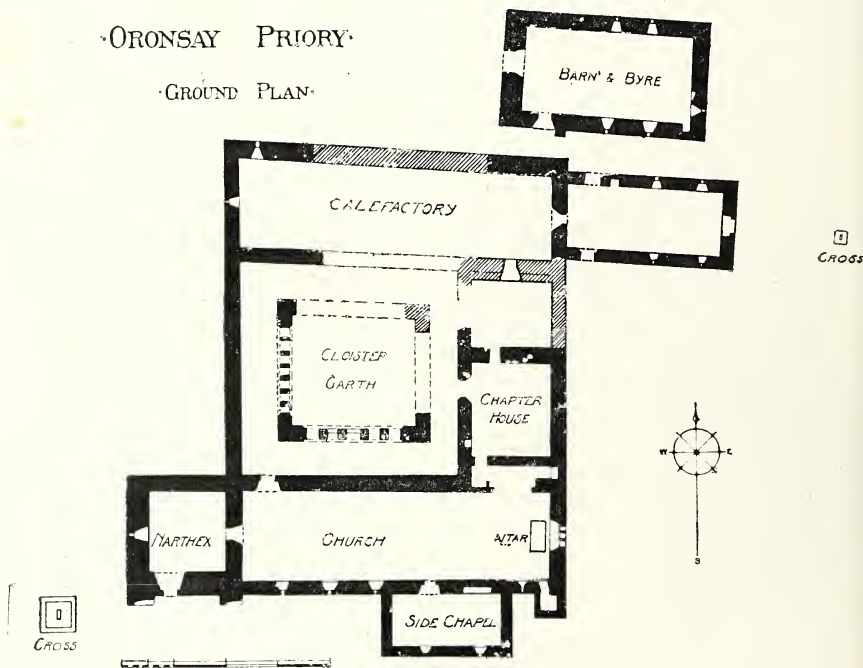 ·ORONSAY PRIORY·
·GROUND PLAN·
BARN & BYRE
CALEFACTORY
CROSS
CLOISTER
GARTH
CHAPTER
HOUSE
N
W E
S
NARTHEX
CHURCH
ALTAR
SIDE CHAPEL
CROSS